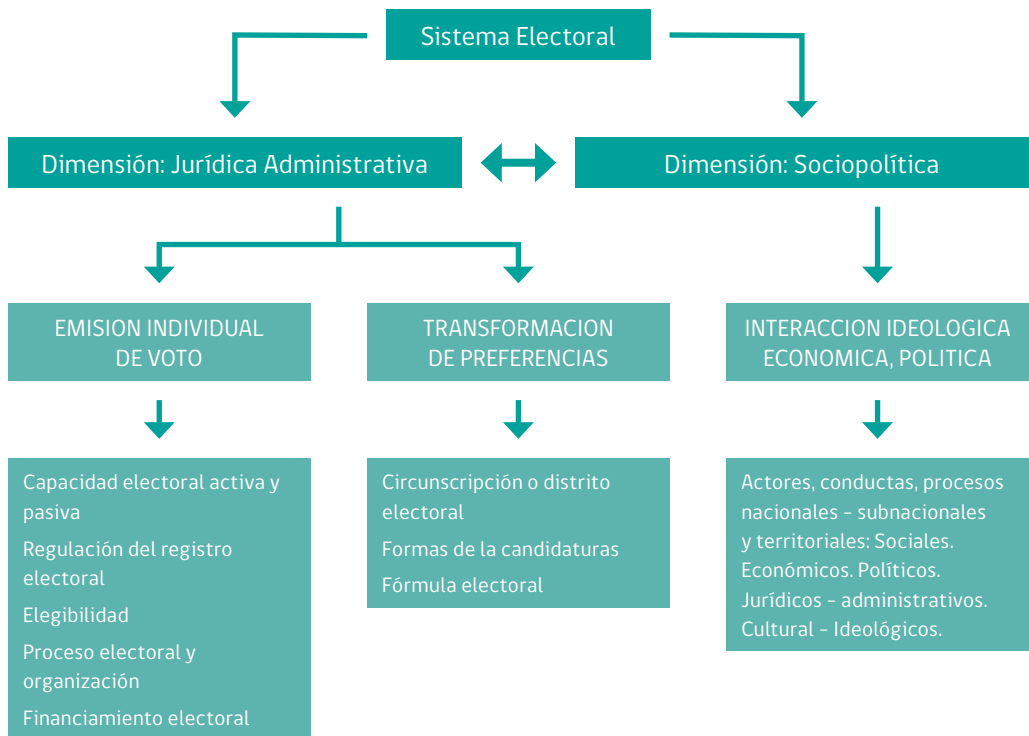 Sistema Electoral
Dimensión: Jurídica Administrativa
Dimensión: Sociopolítica
EMISION INDIVIDUAL
DE VOTO
TRANSFORMACION
DE PREFERENCIAS
INTERACCION IDEOLOGICA
ECONOMICA, POLITICA
Capacidad electoral activa y
pasiva
Regulación del registro
electoral
Elegibilidad
Proceso electoral y
organización
Financiamiento electoral
Circunscripción o distrito
electoral
Formas de la candidaturas
Fórmula electoral
Actores, conductas, procesos
nacionales – subnacionales
y territoriales: Sociales.
Económicos. Políticos.
Jurídicos – administrativos.
Cultural – Ideológicos.